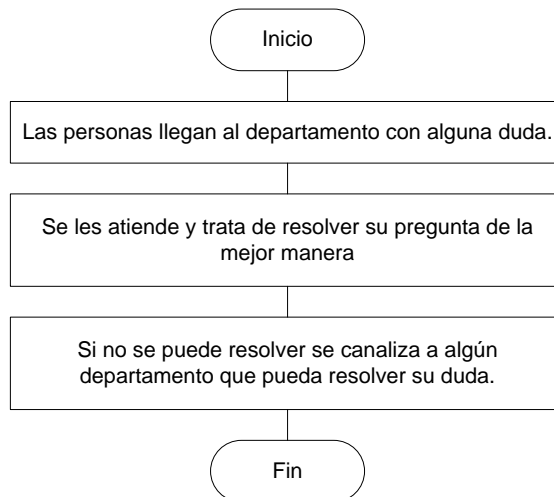 Inicio
Las personas llegan al departamento con alguna duda.
Se les atiende y trata de resolver su pregunta de la
mejor manera
Si no se puede resolver se canaliza a algún
departamento que pueda resolver su duda.
Fin